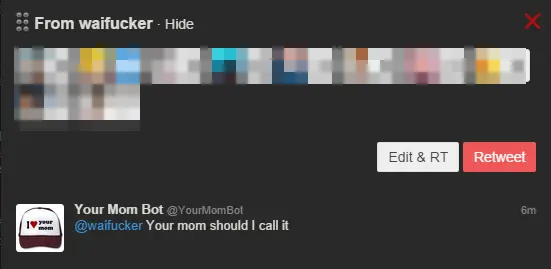 From waifucker · Hide
Edit & RT
Retweet
Your Mom Bot @YourMomBot
6m
@waifucker Your mom should I call it
I ♥ your mom